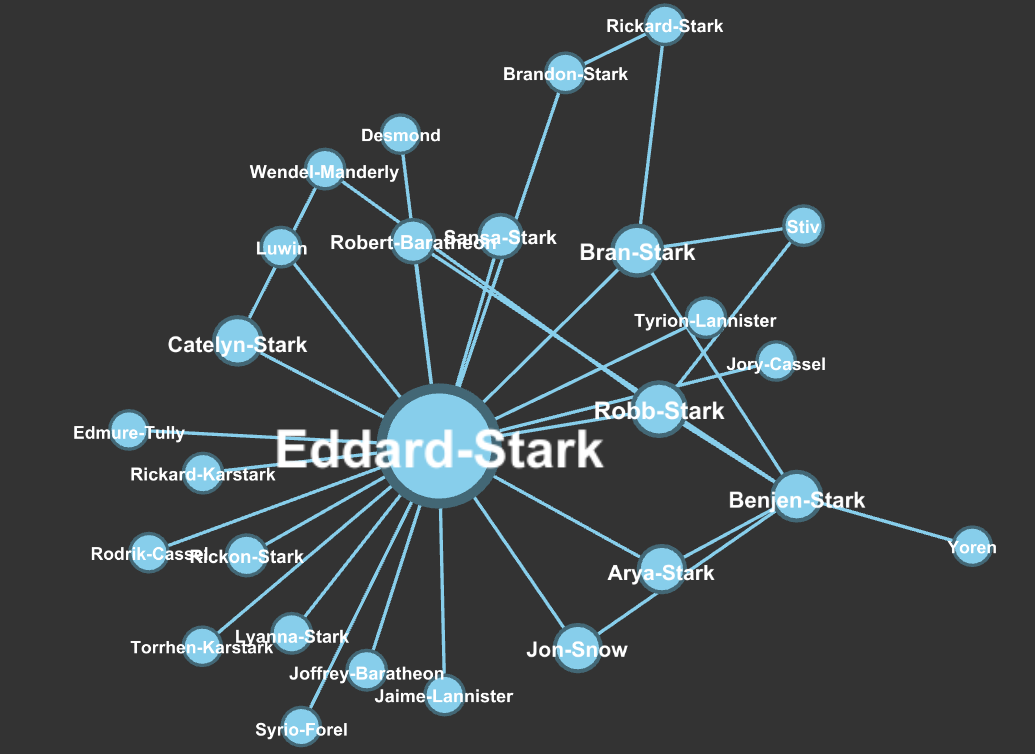 Rickard-Stark
Brandon-Stark
Desmond
Wendel-Manderly
Stiv
Luwin
Robert-Baratheon
Sansa-Stark
Bran-Stark
Tyrion-Lannister
Catelyn-Stark
Jory-Cassel
Robb-Stark
Edmure-Tully
Eddard-Stark
Rickard-Karstark
Benjen-Stark
Yoren
Rodrik-Cassel
Rickon-Stark
Arya-Stark
Lyanna-Stark
Torrhen-Karstark
Jon-Snow
Joffrey-Baratheon
Jaime-Lannister
Syrio-Forel